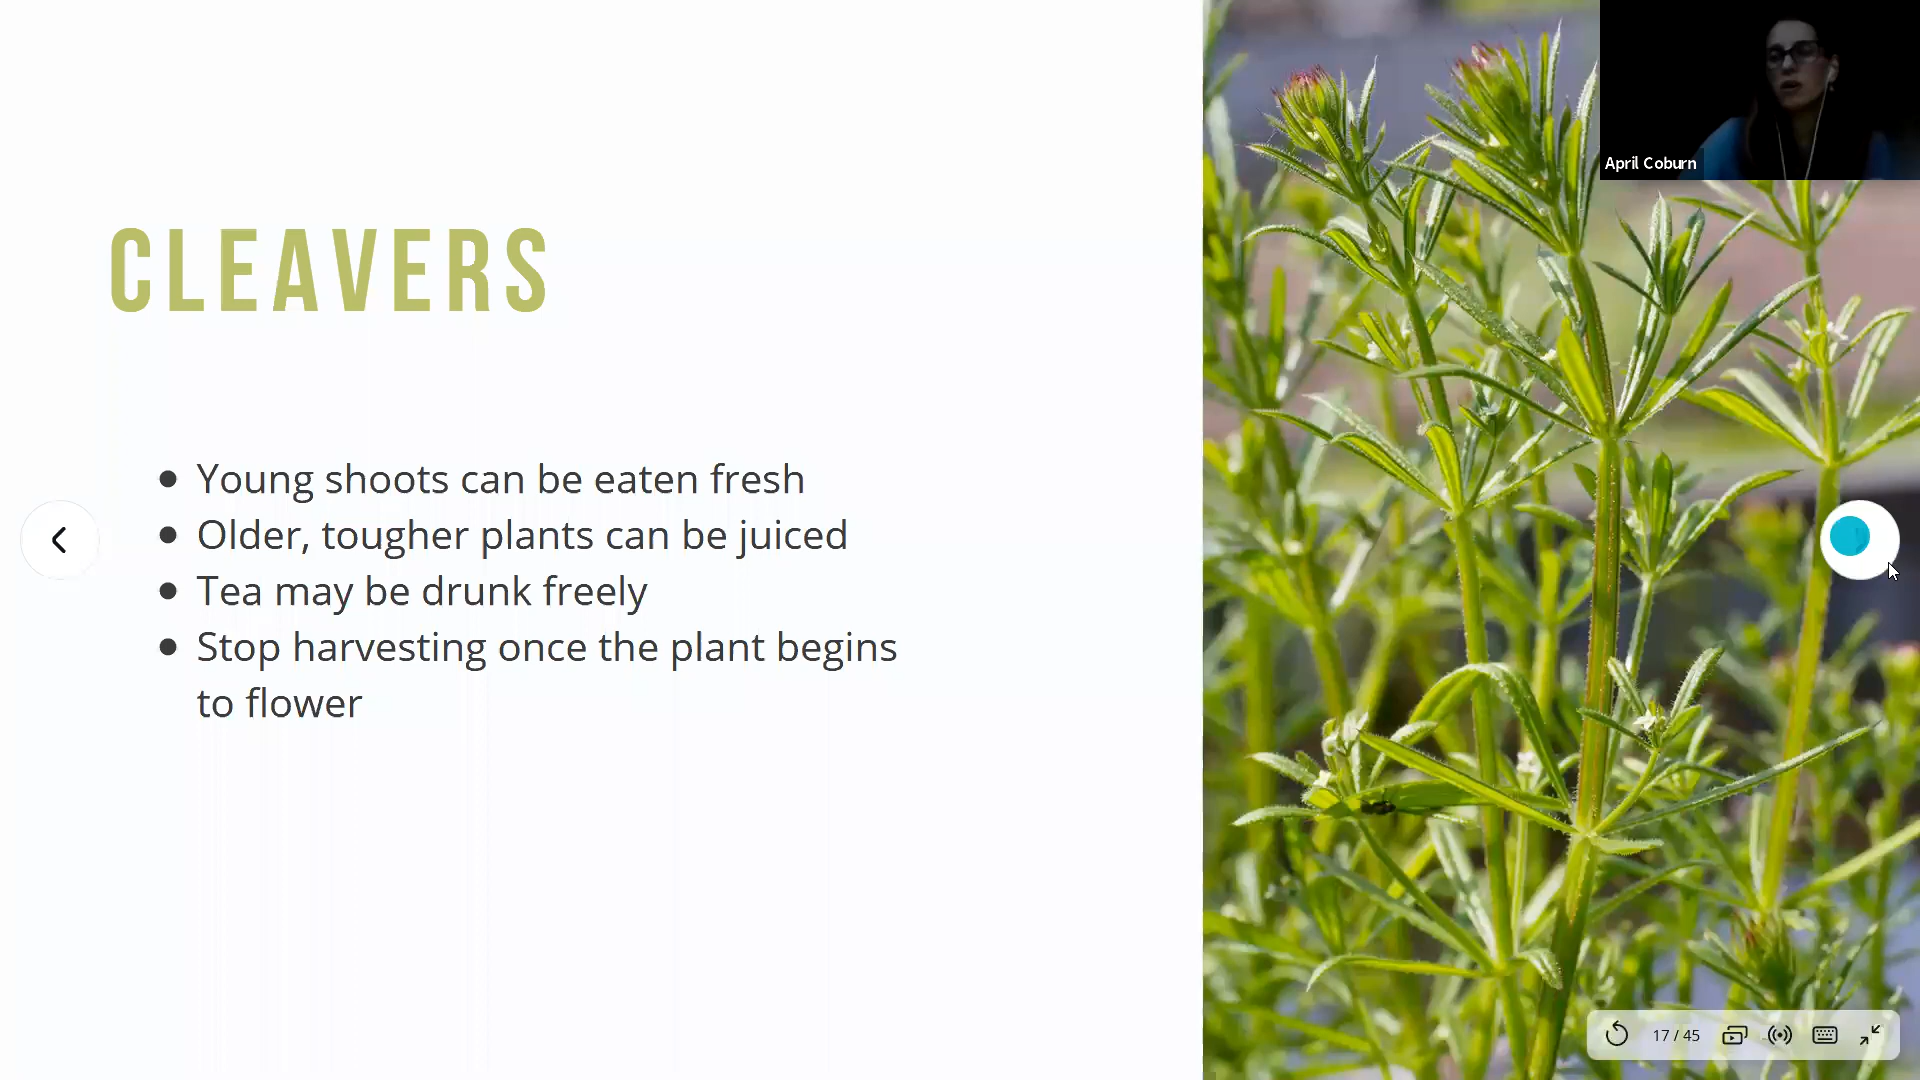 April Coburn
CLEAVERS
• Young shoots can be eaten fresh
• Older, tougher plants can be juiced
• Tea may be drunk freely
• Stop harvesting once the plant begins
to flower
17 / 45